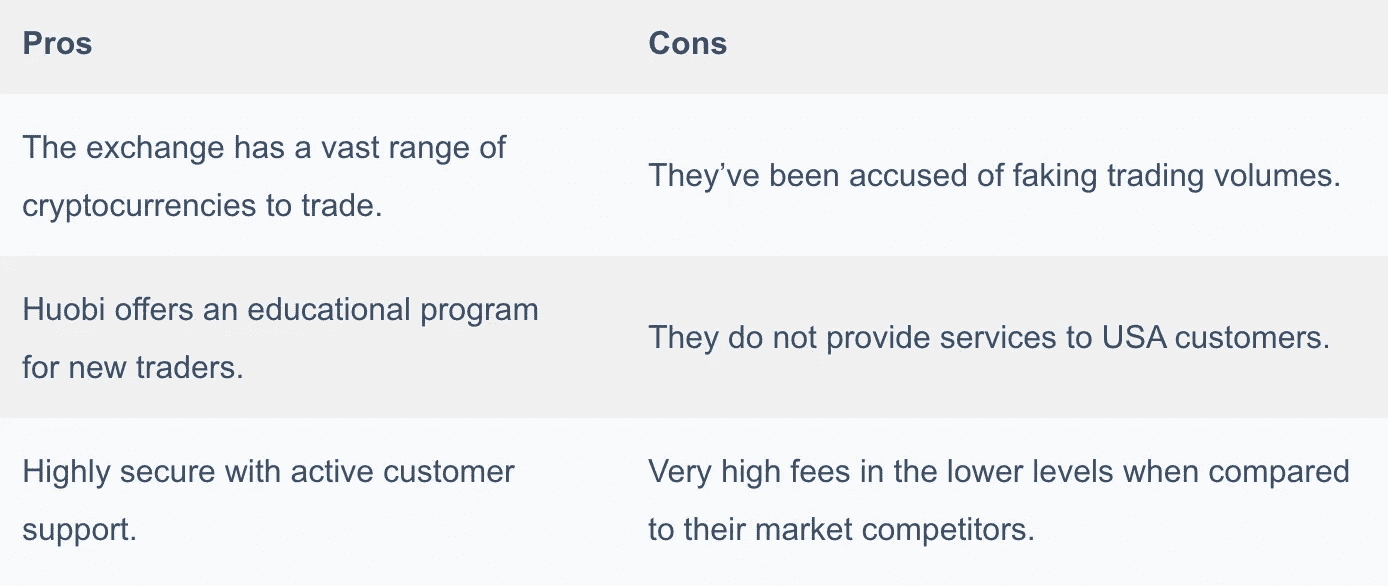 Pros
Cons
The exchange has a vast range of
cryptocurrencies to trade.
They’ve been accused of faking trading volumes.
Huobi offers an educational program
for new traders.
They do not provide services to USA customers.
Highly secure with active customer
support.
Very high fees in the lower levels when compared
to their market competitors.